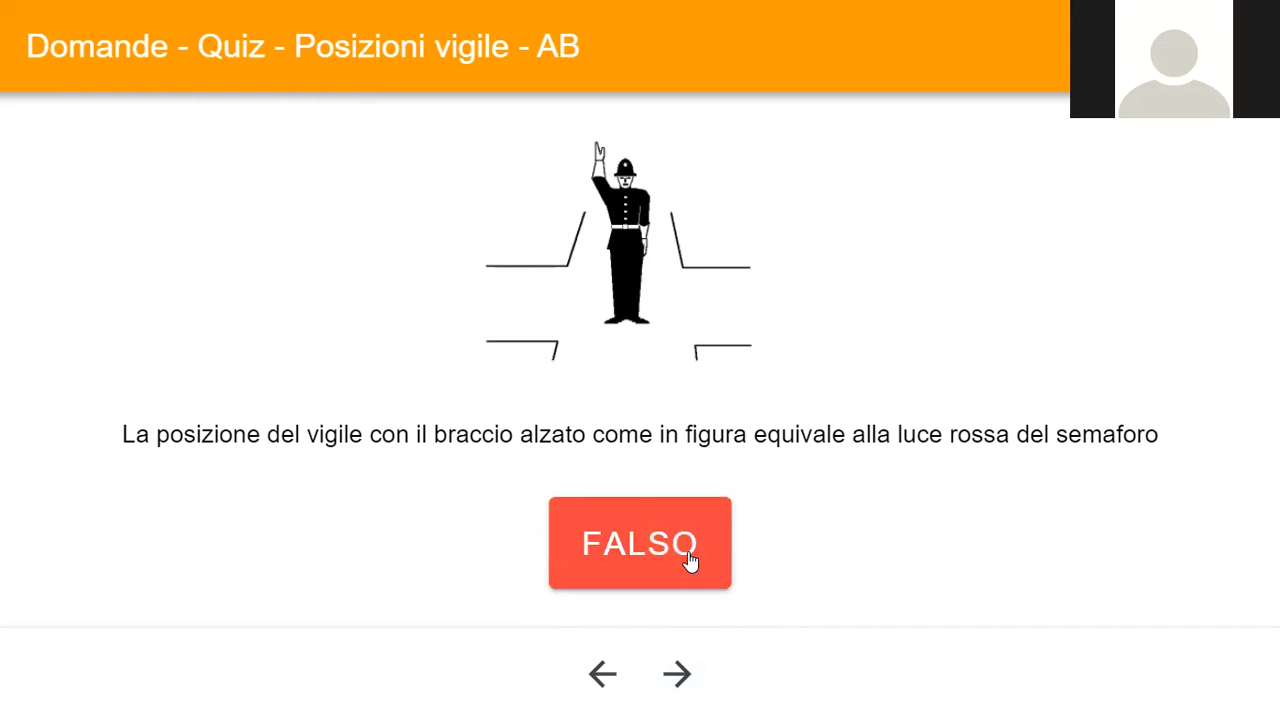 Domande - Quiz - Posizioni vigile - AB
La posizione del vigile con il braccio alzato come in figura equivale alla luce rossa del semaforo
FALSO